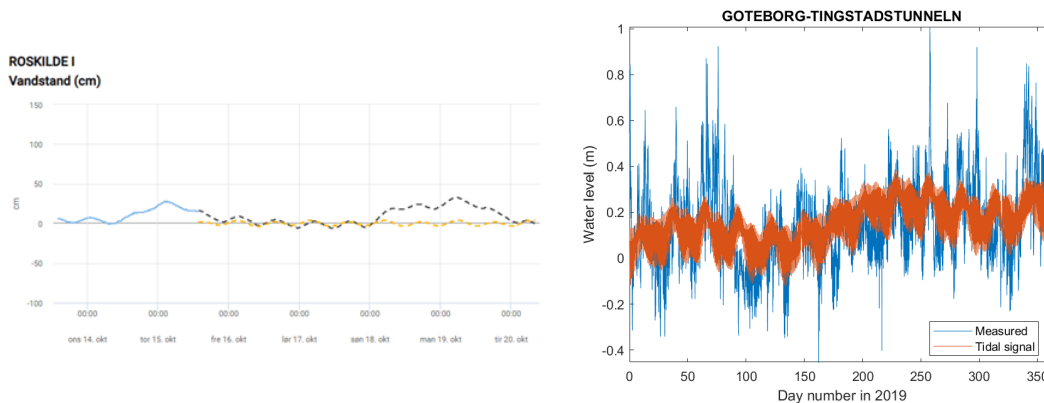 ROSKILDE I
Vandstand (cm)
150
100
50
0
-50
-100
cm
00:00 00:00 00:00 00:00 00:00 00:00 00:00
ons 14. okt tor 15. okt fre 16. okt lør 17. okt søn 18. okt man 19. okt tir 20. okt
GOTEBORG-TINGSTADSTUNNELN
1
0.8
0.6
0.4
0.2
0
-0.2
-0.4
Water level (m)
Measured
Tidal signal
0 50 100 150 200 250 300 350
Day number in 2019